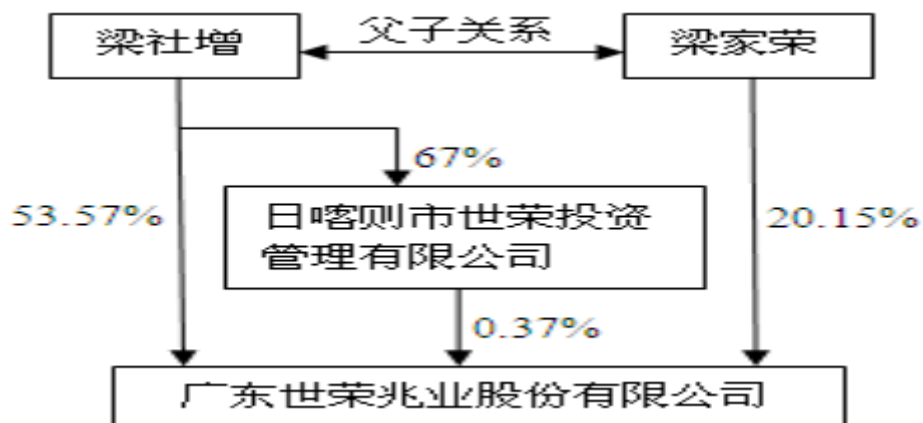 梁社增
父子关系
梁家荣
67%
53.57%
日喀则市世荣投资
管理有限公司
20.15%
0.37%
广东世荣兆业股份有限公司